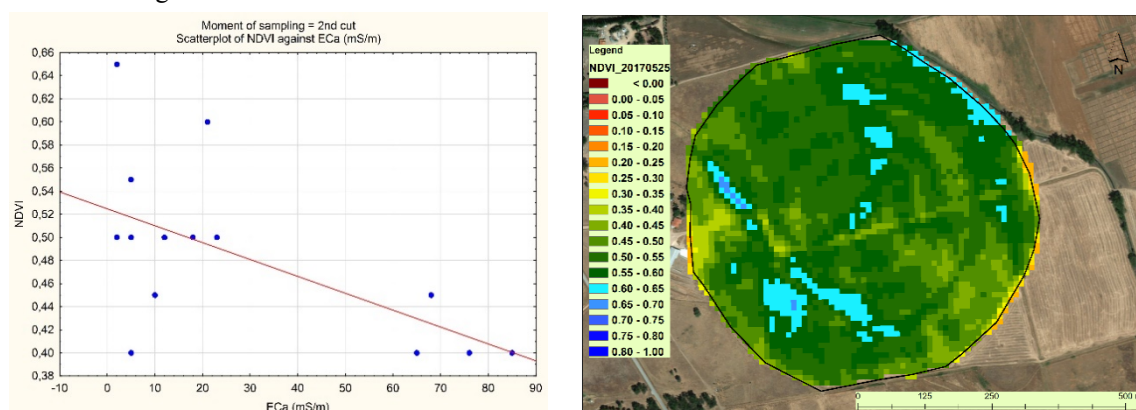 Moment of sampling = 2nd cut
Scatterplot of NDVI against ECa (mS/m)
0,66
0,64
0,62
0,60
0,58
0,56
0,54
0,52
0,50
0,48
0,46
0,44
0,42
0,40
0,38
NDVI
-10 0 10 20 30 40 50 60 70 80 90
ECa (mS/m)
Legend
NDVI_20170525
< 0.00
0.00 - 0.05
0.05 - 0.10
0.10 - 0.15
0.15 - 0.20
0.20 - 0.25
0.25 - 0.30
0.30 - 0.35
0.35 - 0.40
0.40 - 0.45
0.45 - 0.50
0.50 - 0.55
0.55 - 0.60
0.60 - 0.65
0.65 - 0.70
0.70 - 0.75
0.75 - 0.80
0.80 - 1.00
N
0 125 250 500